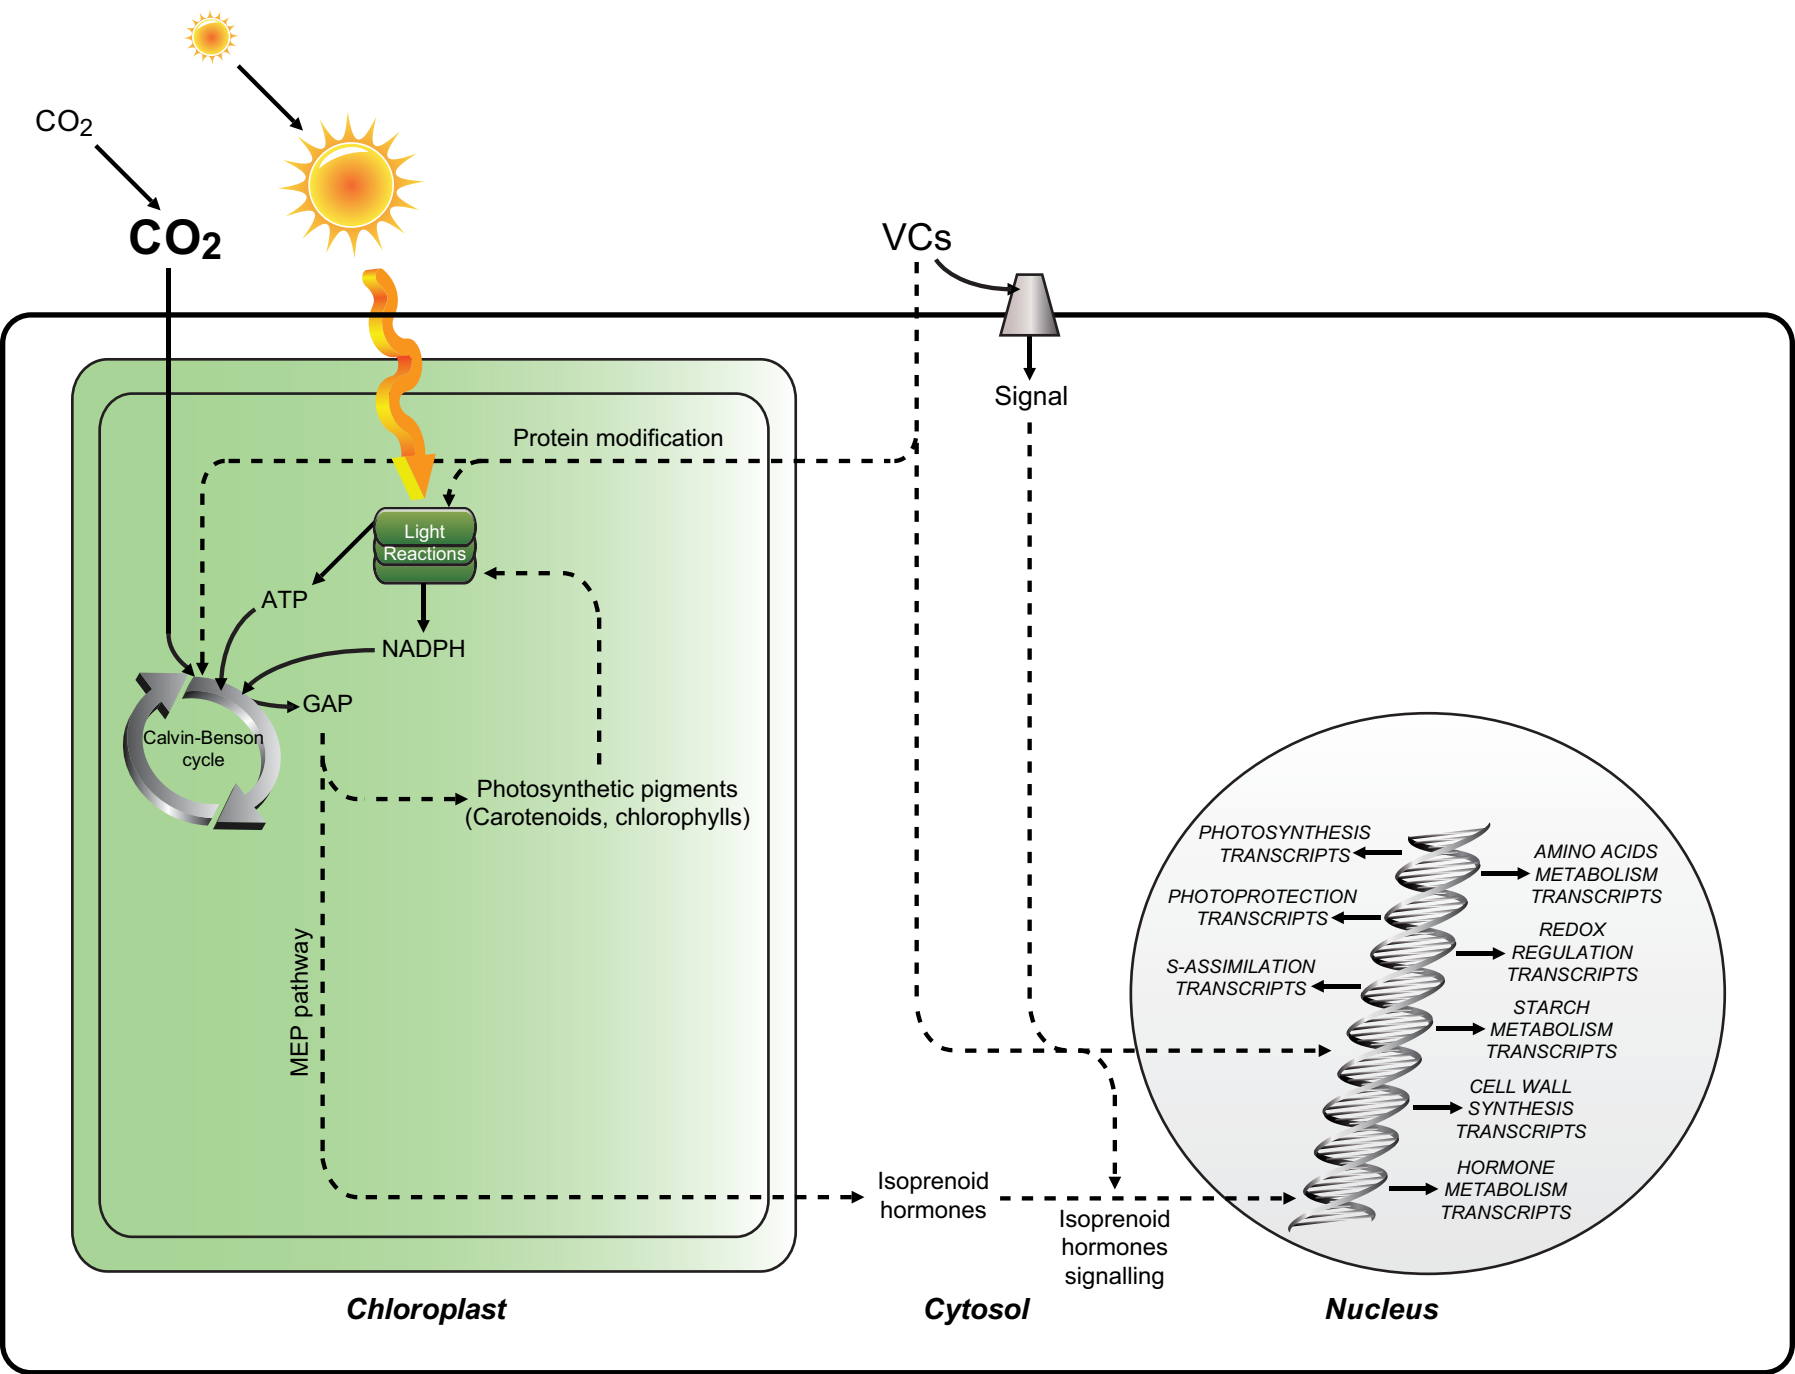 CO2
CO2
VCs
Signal
Protein modification
Light
Reactions
ATP
NADPH
GAP
Calvin-Benson
cycle
Photosynthetic pigments
(Carotenoids, chlorophylls)
MEP pathway
Isoprenoid
hormones
Isoprenoid
hormones
signalling
PHOTOSYNTHESIS
TRANSCRIPTS
PHOTOPROTECTION
TRANSCRIPTS
S-ASSIMILATION
TRANSCRIPTS
AMINO ACIDS
METABOLISM
TRANSCRIPTS
REDOX
REGULATION
TRANSCRIPTS
STARCH
METABOLISM
TRANSCRIPTS
CELL WALL
SYNTHESIS
TRANSCRIPTS
HORMONE
METABOLISM
TRANSCRIPTS
Chloroplast
Cytosol
Nucleus